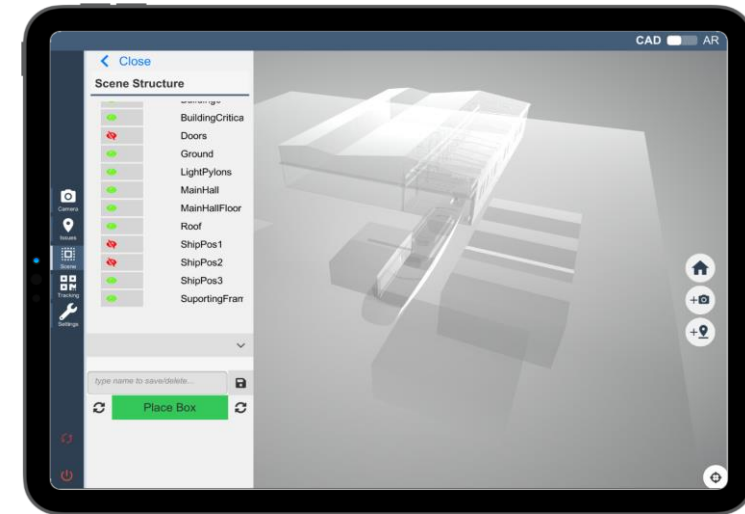 CAD AR
Close
Scene Structure
Buildings
BuildingCritica
Doors
Ground
LightPylons
MainHall
MainHallFloor
Roof
ShipPos1
ShipPos2
ShipPos3
SuportingFram
type name to save/delete...
Place Box
Camera
Issues
Scene
Tracking
Settings